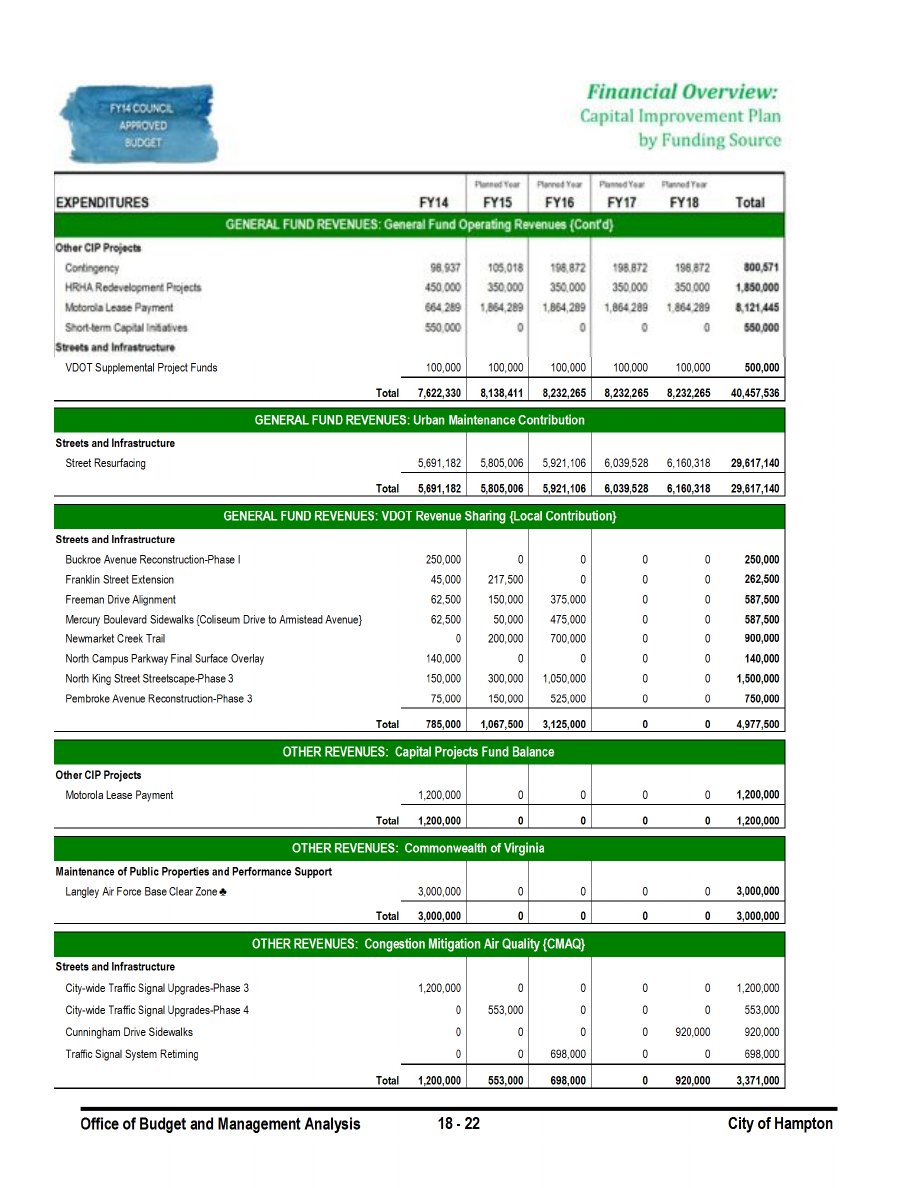 FY14 COUNCIL
APPROVED
BUDGET
Financial Overview:
Capital Improvement Plan
by Funding Source
Planned Year Planned Year Planned Year Planned Year
EXPENDITURES FY14 FY15 FY16 FY17 FY18 Total
GENERAL FUND REVENUES: General Fund Operating Revenues {Cont'd}
Other CIP Projects
Contingency 98,937 105,018 198,872 198,872 198,872 800,571
HRHA Redevelopment Projects 450,000 350,000 350,000 350,000 350,000 1,850,000
Motorola Lease Payment 664,289 1,864,289 1,864,289 1,864,289 1,864,289 8,121,445
Short-term Capital Initiatives 550,000 0 0 0 0 550,000
Streets and Infrastructure
VDOT Supplemental Project Funds 100,000 100,000 100,000 100,000 100,000 500,000
Total 7,622,330 8,138,411 8,232,265 8,232,265 8,232,265 40,457,536
GENERAL FUND REVENUES: Urban Maintenance Contribution
Streets and Infrastructure
Street Resurfacing 5,691,182 5,805,006 5,921,106 6,039,528 6,160,318 29,617,140
Total 5,691,182 5,805,006 5,921,106 6,039,528 6,160,318 29,617,140
GENERAL FUND REVENUES: VDOT Revenue Sharing {Local Contribution}
Streets and Infrastructure
Buckroe Avenue Reconstruction-Phase I 250,000 0 0 0 0 250,000
Franklin Street Extension 45,000 217,500 0 0 0 262,500
Freeman Drive Alignment 62,500 150,000 375,000 0 0 587,500
Mercury Boulevard Sidewalks {Coliseum Drive to Armistead Avenue} 62,500 50,000 475,000 0 0 587,500
Newmarket Creek Trail 0 200,000 700,000 0 0 900,000
North Campus Parkway Final Surface Overlay 140,000 0 0 0 0 140,000
North King Street Streetscape-Phase 3 150,000 300,000 1,050,000 0 0 1,500,000
Pembroke Avenue Reconstruction-Phase 3 75,000 150,000 525,000 0 0 750,000
Total 785,000 1,067,500 3,125,000 0 0 4,977,500
OTHER REVENUES: Capital Projects Fund Balance
Other CIP Projects
Motorola Lease Payment 1,200,000 0 0 0 0 1,200,000
Total 1,200,000 0 0 0 0 1,200,000
OTHER REVENUES: Commonwealth of Virginia
Maintenance of Public Properties and Performance Support
Langley Air Force Base Clear Zone ♣ 3,000,000 0 0 0 0 3,000,000
Total 3,000,000 0 0 0 0 3,000,000
OTHER REVENUES: Congestion Mitigation Air Quality {CMAQ}
Streets and Infrastructure
City-wide Traffic Signal Upgrades-Phase 3 1,200,000 0 0 0 0 1,200,000
City-wide Traffic Signal Upgrades-Phase 4 0 553,000 0 0 0 553,000
Cunningham Drive Sidewalks 0 0 0 0 920,000 920,000
Traffic Signal System Retiming 0 0 698,000 0 0 698,000
Total 1,200,000 553,000 698,000 0 920,000 3,371,000
Office of Budget and Management Analysis 18 - 22 City of Hampton